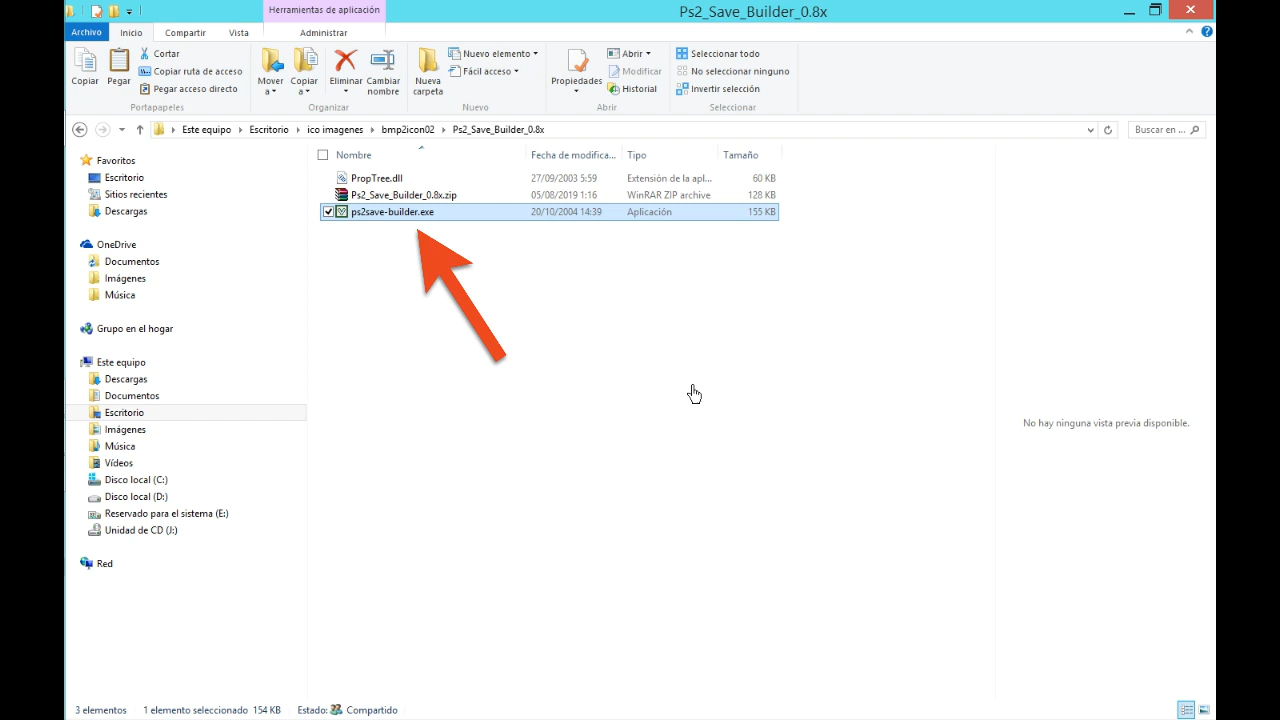 Herramientas de aplicación
Ps2_Save_Builder_0.8x
Archivo Inicio Compartir Vista Administrar
Copiar
Pegar
Cortar
Copiar ruta de acceso
Pegar acceso directo
Portapapeles
Mover a
Copiar a
Eliminar
Cambiar nombre
Organizar
Nueva carpeta
Nuevo elemento
Fácil acceso
Nuevo
Propiedades
Abrir
Modificar
Historial
Abrir
Seleccionar todo
No seleccionar ninguno
Invertir selección
Seleccionar
Este equipo Escritorio ico imagenes bmp2icon02 Ps2_Save_Builder_0.8x
Buscar en ...
Favoritos
Escritorio
Sitios recientes
Descargas
OneDrive
Documentos
Imágenes
Música
Grupo en el hogar
Este equipo
Descargas
Documentos
Escritorio
Imágenes
Música
Vídeos
Disco local (C:)
Disco local (D:)
Reservado para el sistema (E:)
Unidad de CD (J:)
Red
Nombre Fecha de modifica... Tipo Tamaño
PropTree.dll 27/09/2003 5:59 Extensión de la apl... 60 KB
Ps2_Save_Builder_0.8x.zip 05/08/2019 1:16 WinRAR ZIP archive 128 KB
ps2save-builder.exe 20/10/2004 14:39 Aplicación 155 KB
No hay ninguna vista previa disponible.
3 elementos 1 elemento seleccionado 154 KB Estado: Compartido